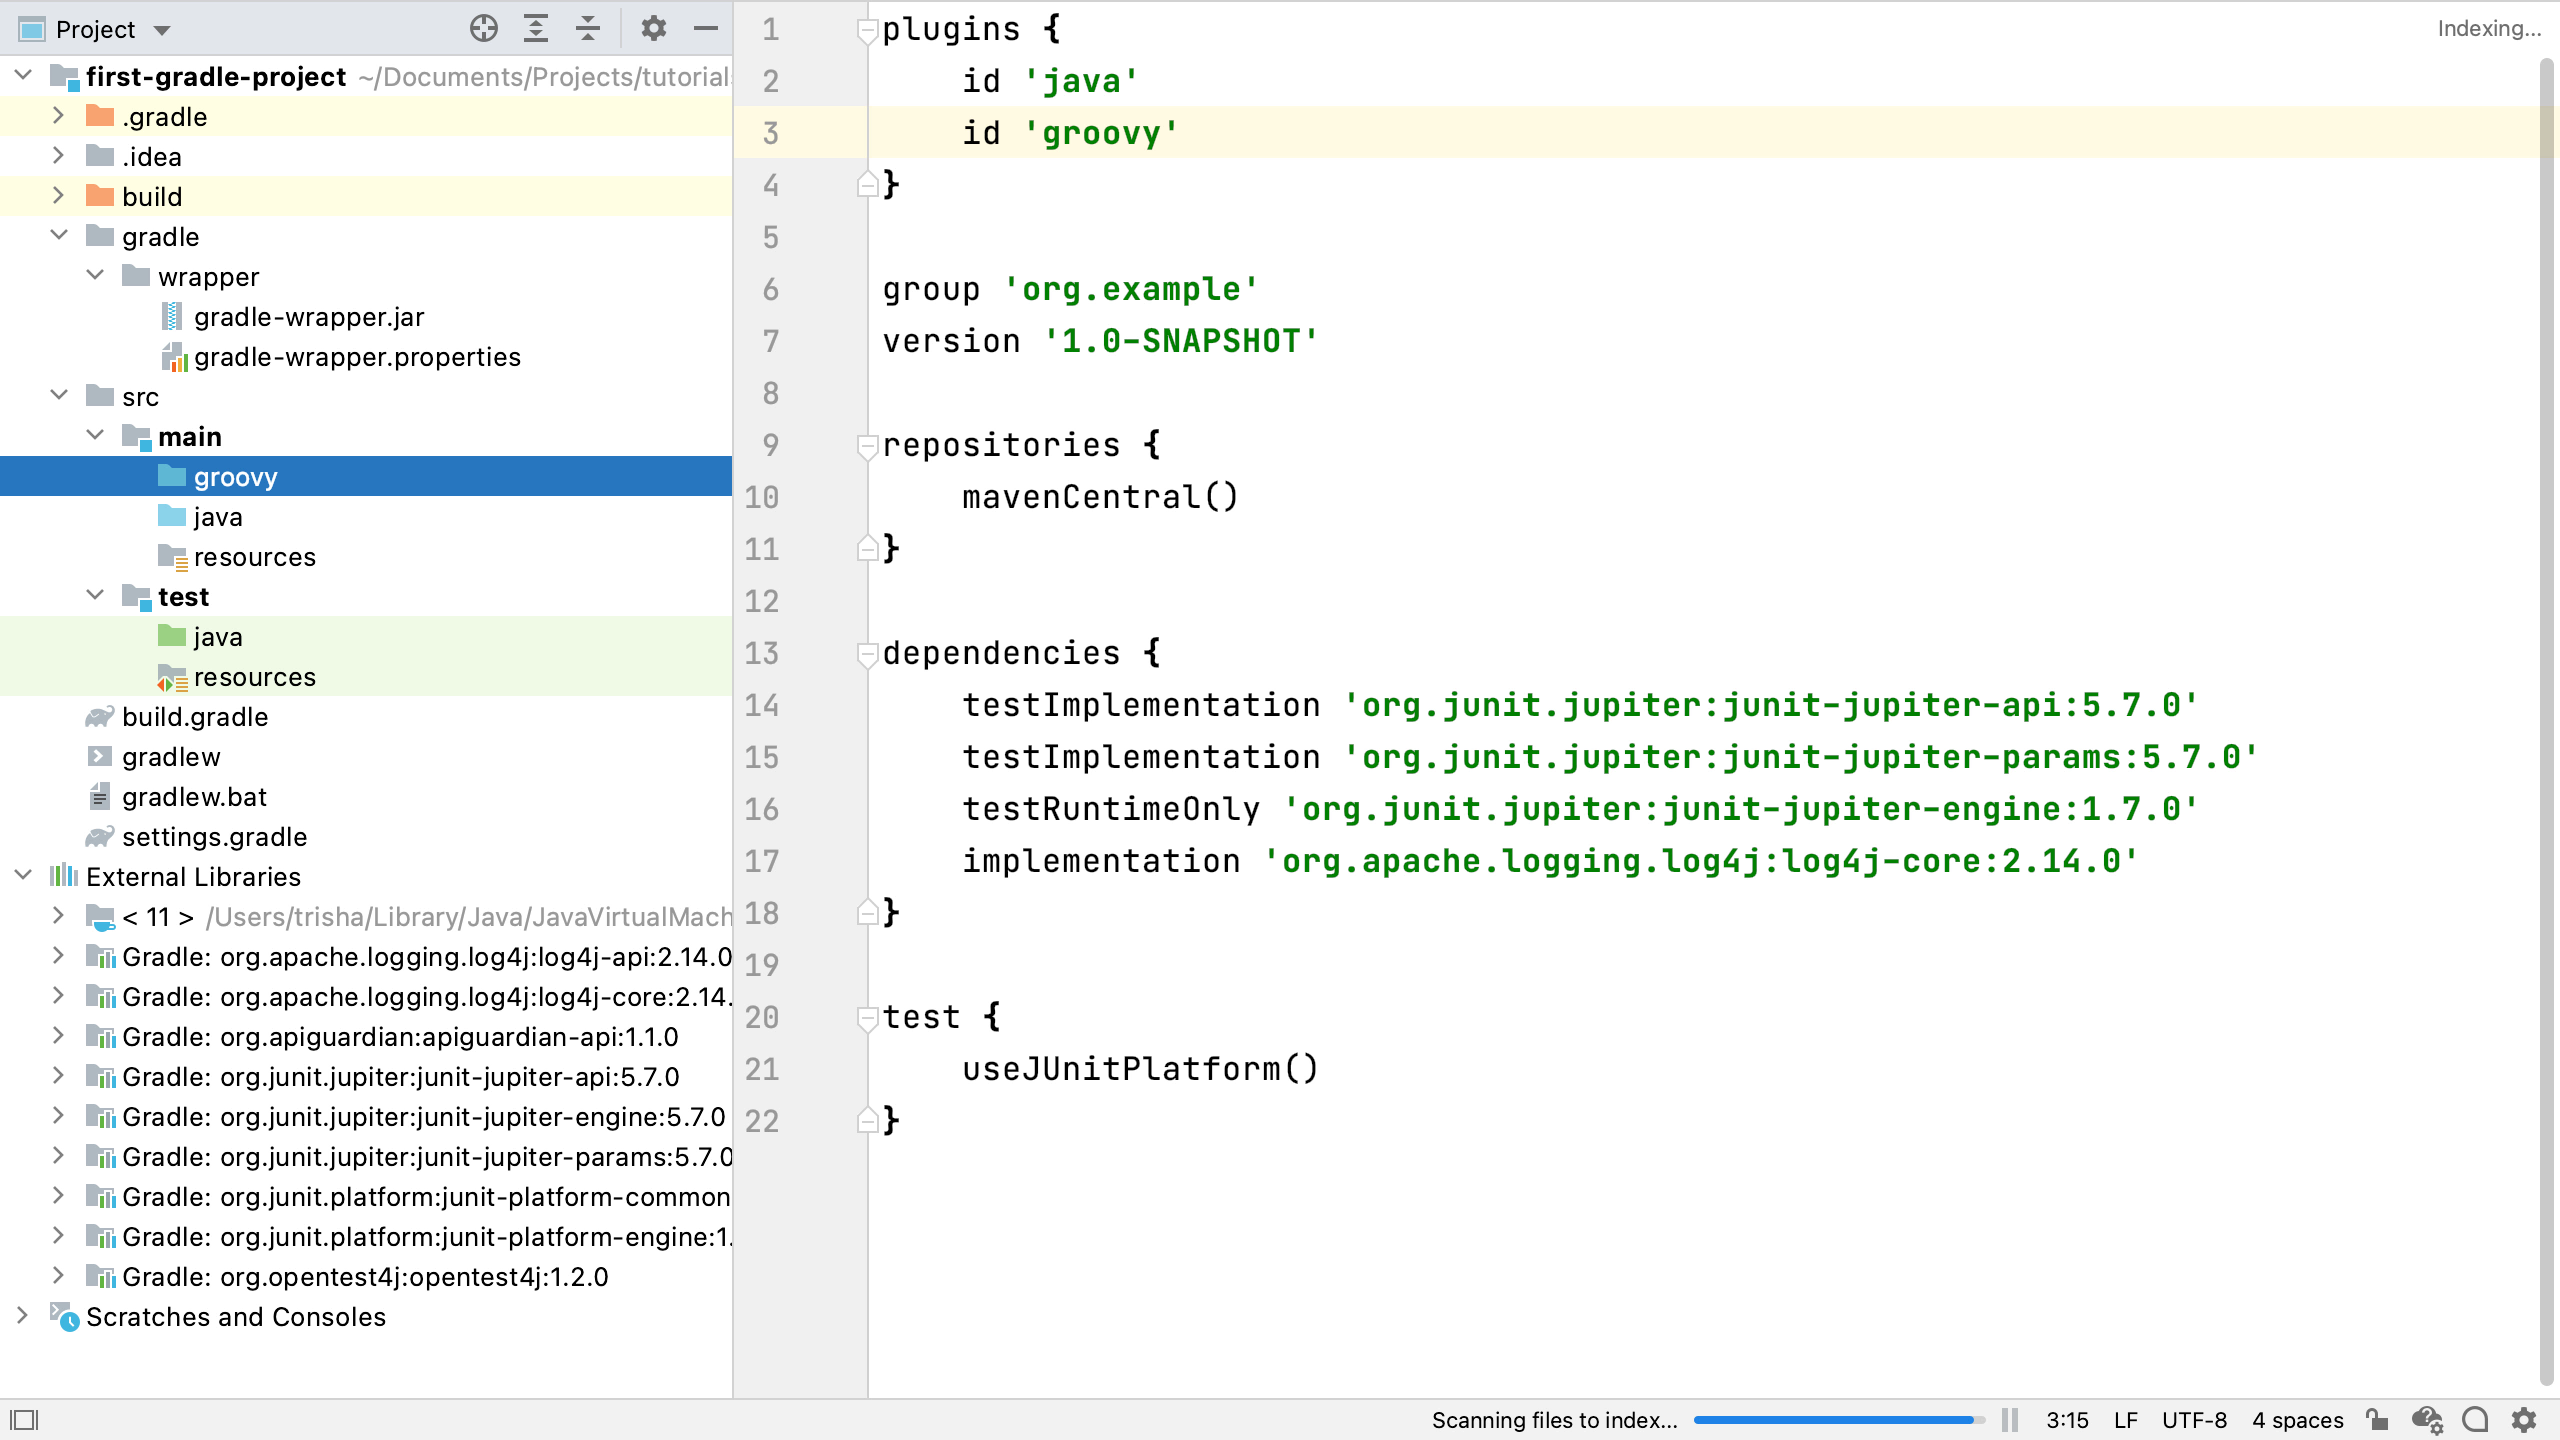 Project
first-gradle-project ~/Documents/Projects/tutorial
.gradle
.idea
build
gradle
wrapper
gradle-wrapper.jar
gradle-wrapper.properties
src
main
groovy
java
resources
test
java
resources
build.gradle
gradlew
gradlew.bat
settings.gradle
External Libraries
< 11 > /Users/trisha/Library/Java/JavaVirtualMach
Gradle: org.apache.logging.log4j:log4j-api:2.14.0
Gradle: org.apache.logging.log4j:log4j-core:2.14.
Gradle: org.apiguardian:apiguardian-api:1.1.0
Gradle: org.junit.jupiter:junit-jupiter-api:5.7.0
Gradle: org.junit.jupiter:junit-jupiter-engine:5.7.0
Gradle: org.junit.jupiter:junit-jupiter-params:5.7.0
Gradle: org.junit.platform:junit-platform-common
Gradle: org.junit.platform:junit-platform-engine:1.
Gradle: org.opentest4j:opentest4j:1.2.0
Scratches and Consoles
Indexing...
1 plugins {
2     id 'java'
3     id 'groovy'
4 }
5
6 group 'org.example'
7 version '1.0-SNAPSHOT'
8
9 repositories {
10     mavenCentral()
11 }
12
13 dependencies {
14     testImplementation 'org.junit.jupiter:junit-jupiter-api:5.7.0'
15     testImplementation 'org.junit.jupiter:junit-jupiter-params:5.7.0'
16     testRuntimeOnly 'org.junit.jupiter:junit-jupiter-engine:1.7.0'
17     implementation 'org.apache.logging.log4j:log4j-core:2.14.0'
18 }
19
20 test {
21     useJUnitPlatform()
22 }
Scanning files to index... 3:15 LF UTF-8 4 spaces